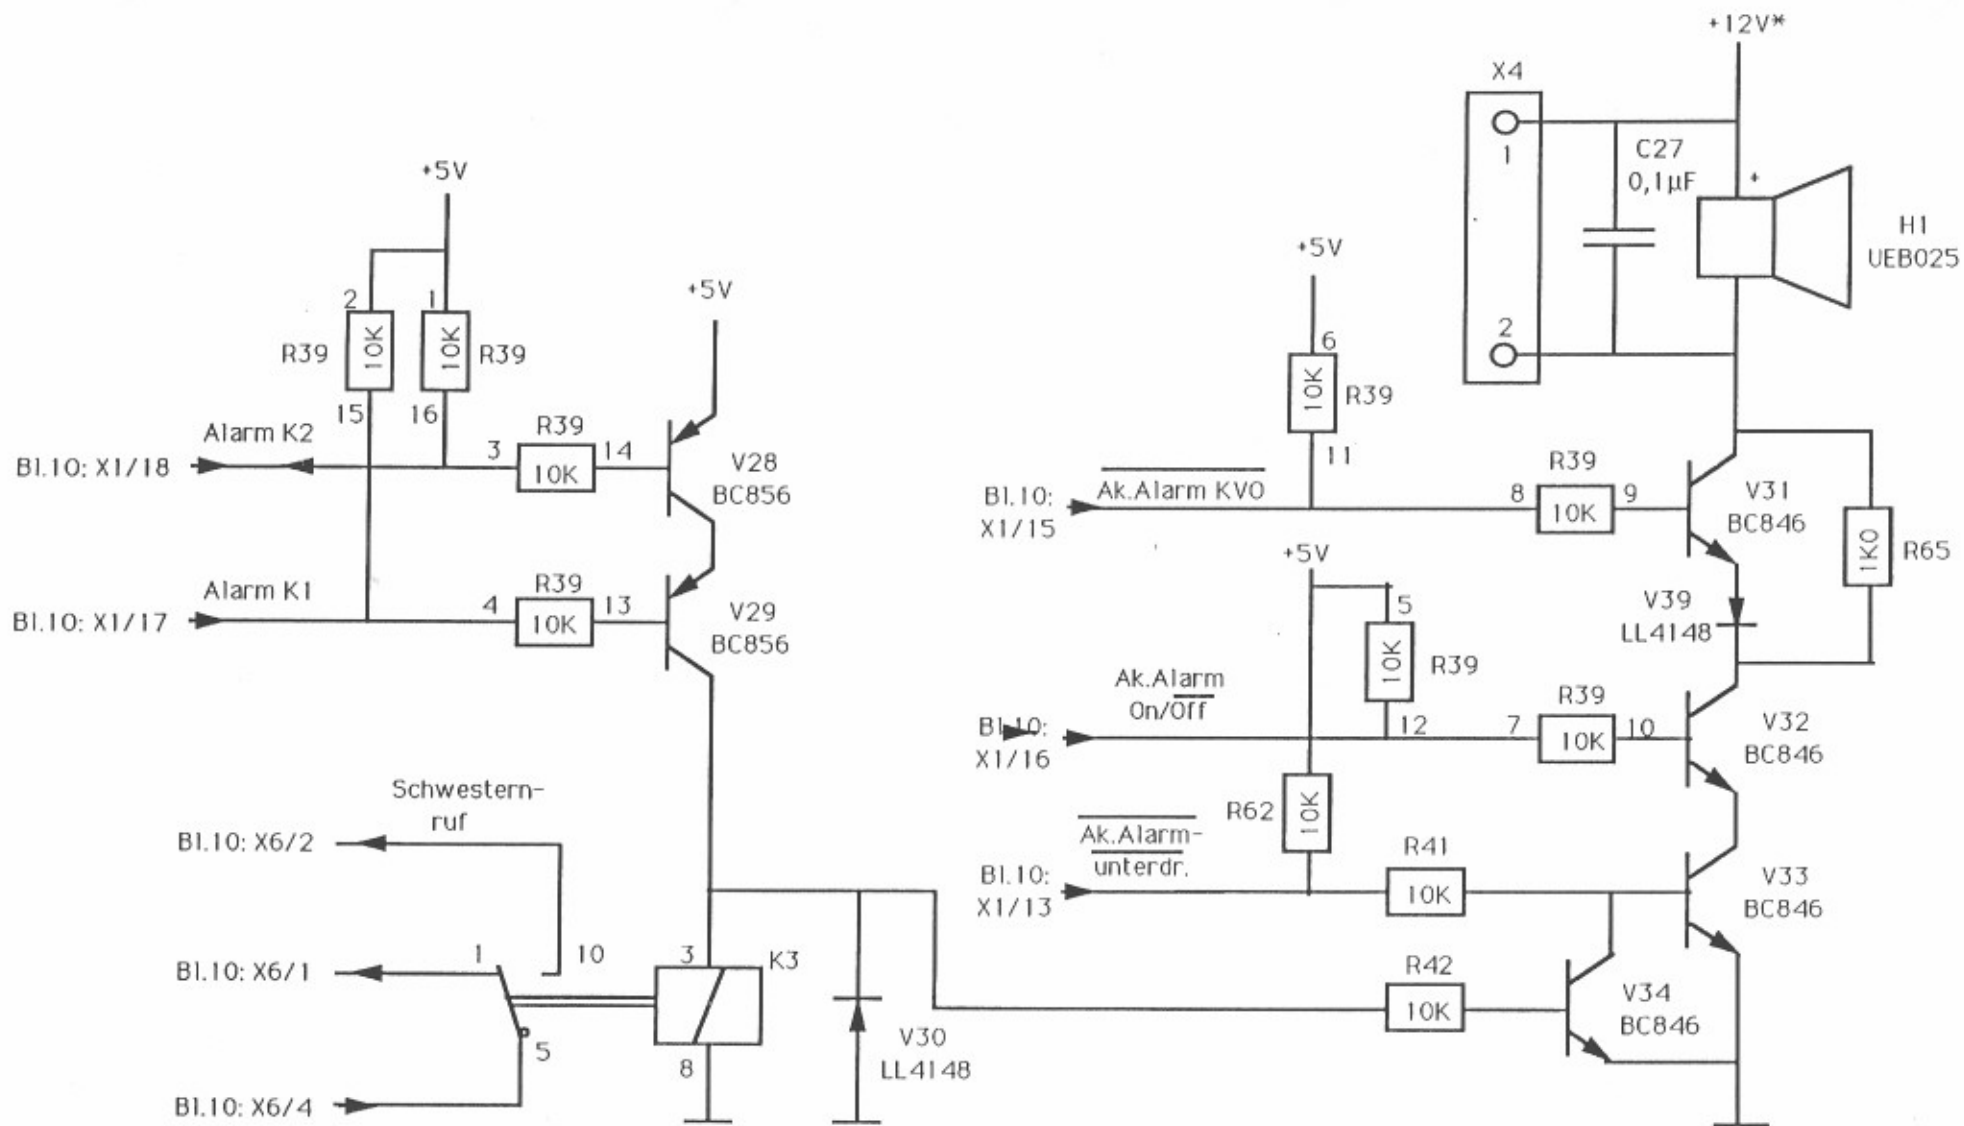 +12V*
X4
1
C27
0,1µF
+
H1
UEB025
2
+5V
2
1
R39
10K
10K
R39
15
16
+5V
Alarm K2
Bl.10: X1/18
3
R39
10K
14
V28
BC856
Alarm K1
Bl.10: X1/17
4
R39
10K
13
V29
BC856
+5V
6
10K
R39
11
Ak.Alarm KVO
Bl.10:
X1/15
8
R39
10K
9
V31
BC846
1K0
R65
V39
LL4148
+5V
5
10K
R39
12
Ak.Alarm
On/Off
Bl.10:
X1/16
7
R39
10K
10
V32
BC846
R62
10K
Ak.Alarm-
unterdr.
Bl.10:
X1/13
R41
10K
V33
BC846
R42
10K
V34
BC846
Schwestern-
ruf
Bl.10: X6/2
Bl.10: X6/1
1
10
5
Bl.10: X6/4
3
K3
8
V30
LL4148